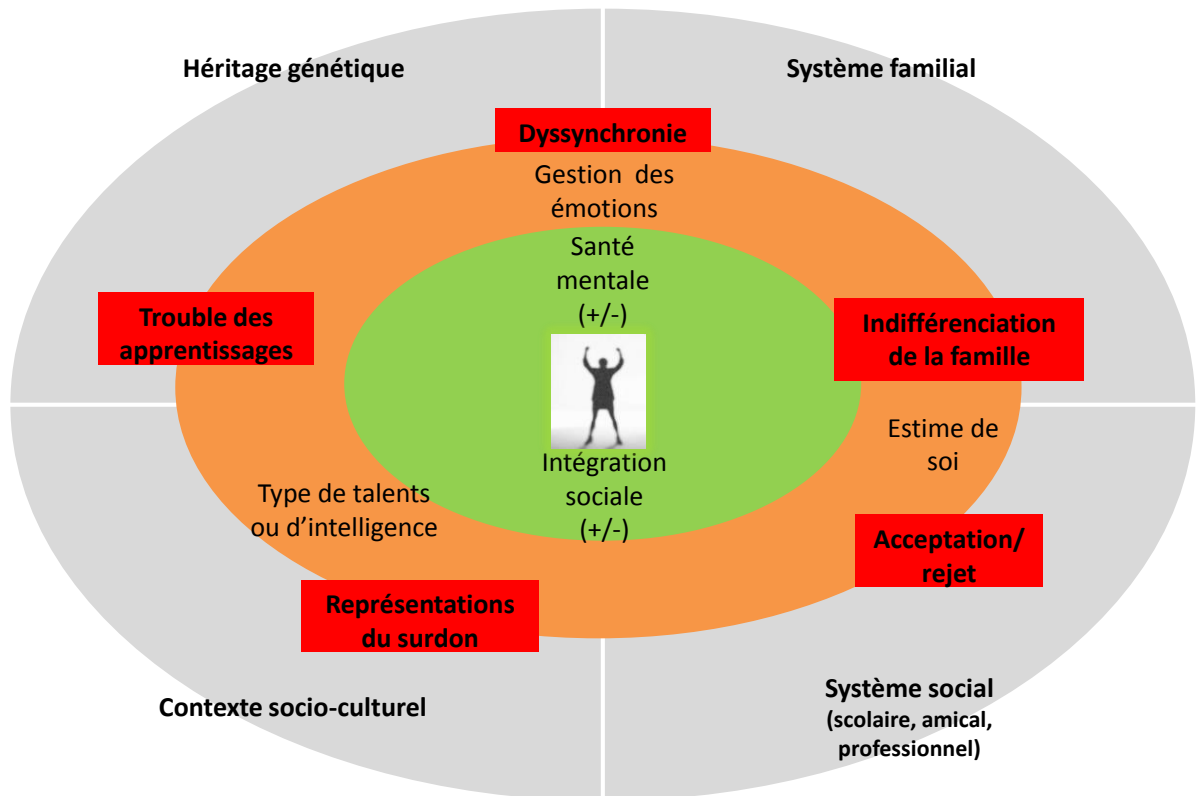 Héritage génétique
Système familial
Dyssynchronie
Gestion des
émotions
Santé
mentale
(+/-)
Trouble des
apprentissages
Indifférenciation
de la famille
Estime de
soi
Intégration
sociale
(+/-)
Type de talents
ou d’intelligence
Acceptation/
rejet
Représentations
du surdon
Contexte socio-culturel
Système social
(scolaire, amical,
professionnel)